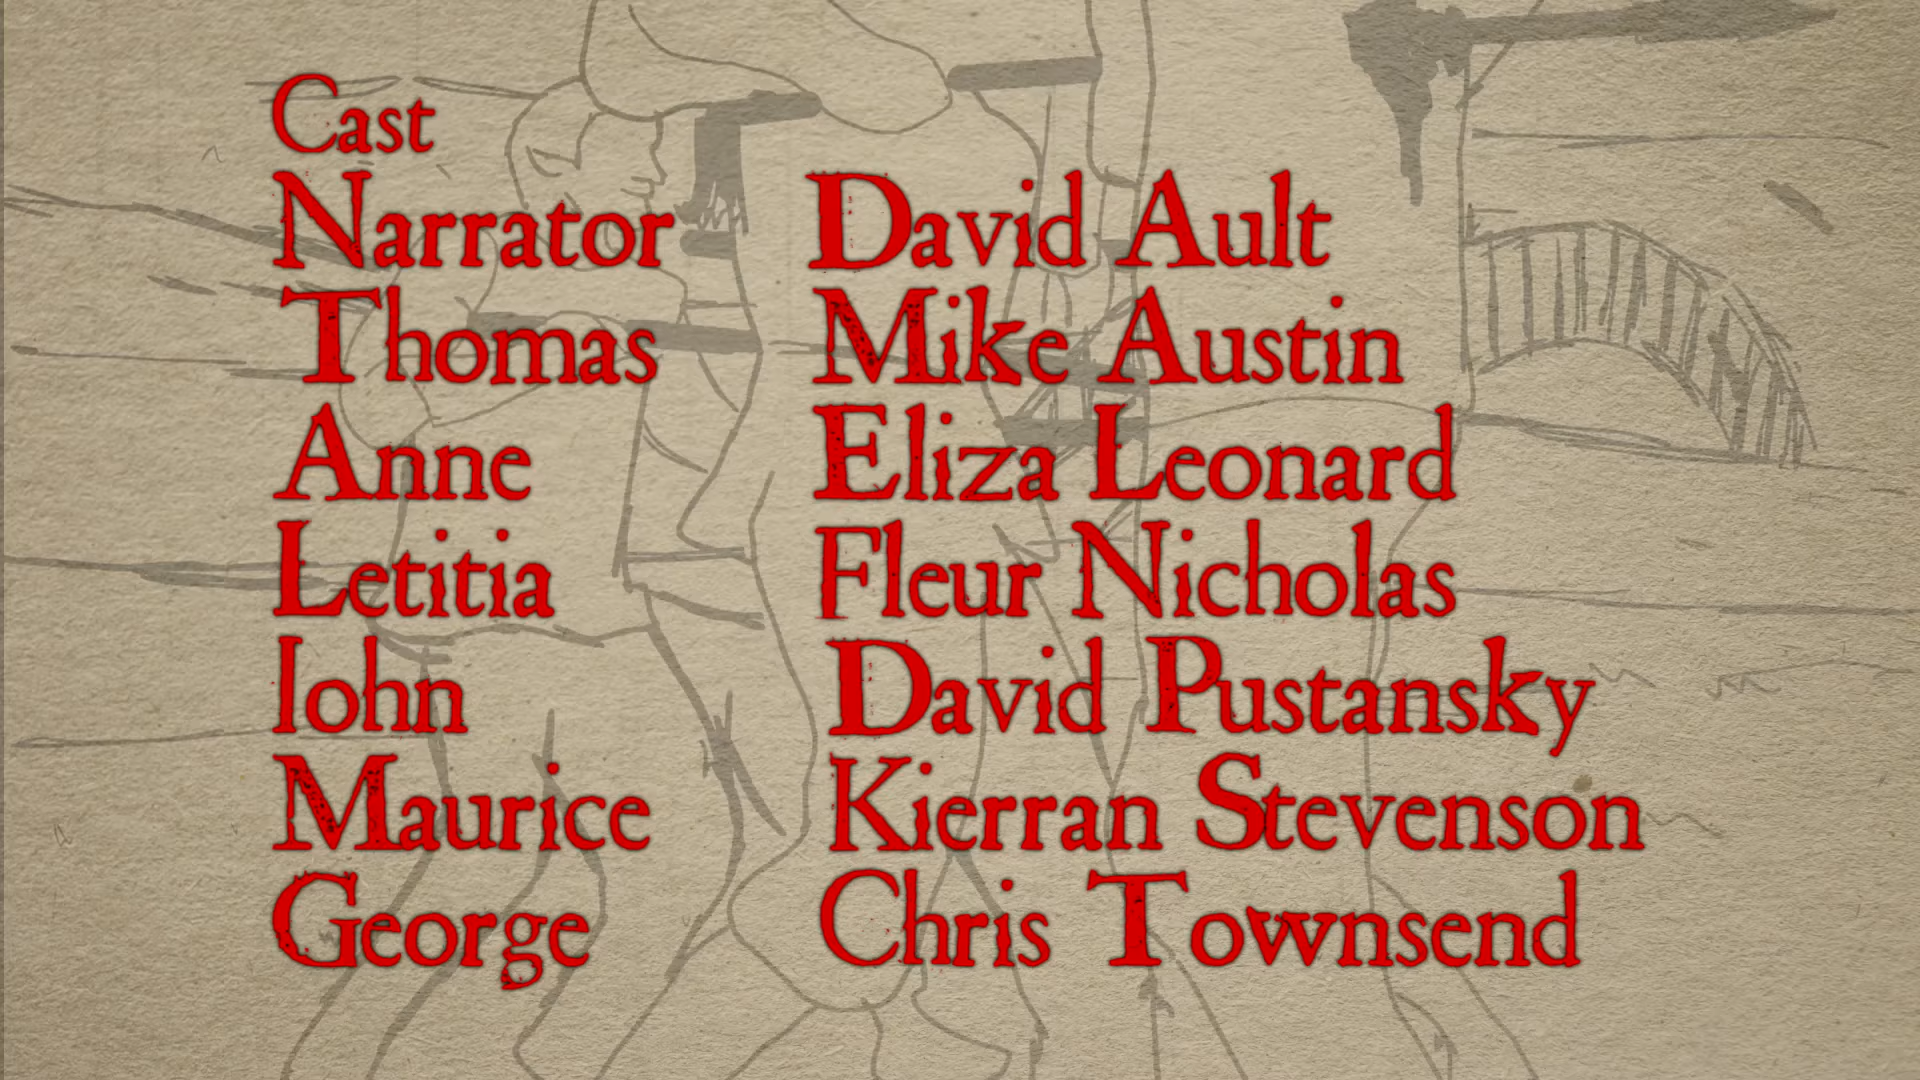 Cast
Narrator David Ault
Thomas Mike Austin
Anne Eliza Leonard
Letitia Fleur Nicholas
Iohn David Pustansky
Maurice Kierran Stevenson
George Chris Townsend